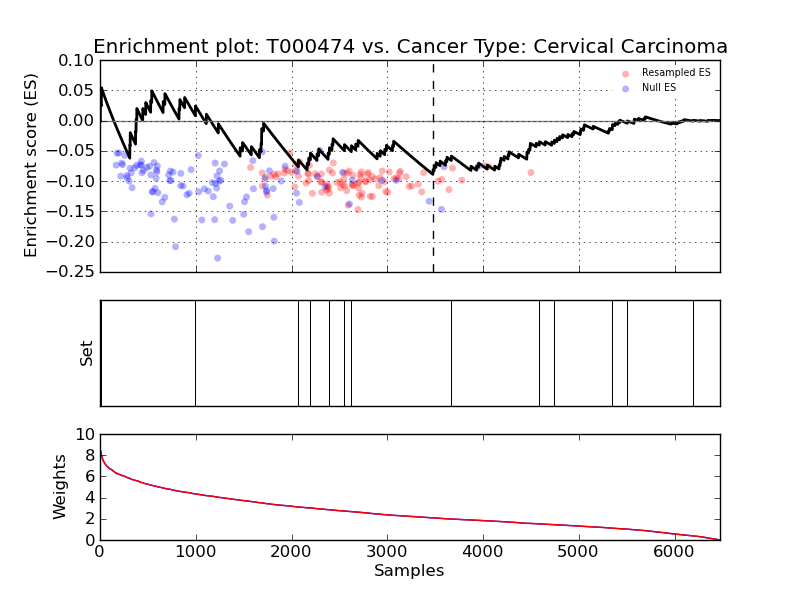 Enrichment plot: T000474 vs. Cancer Type: Cervical Carcinoma
0.10
0.05
0.00
−0.05
−0.10
−0.15
−0.20
−0.25
Enrichment score (ES)
Resampled ES
Null ES
Set
10
8
6
4
2
0
Weights
0 1000 2000 3000 4000 5000 6000
Samples